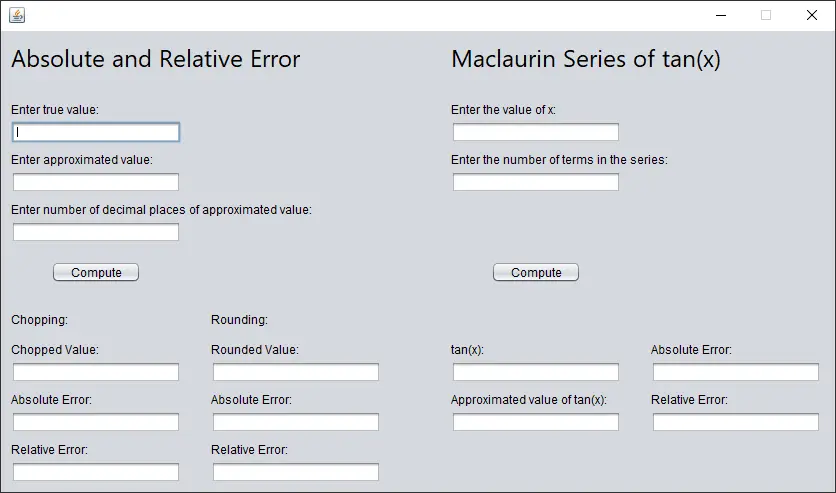 Absolute and Relative Error
Enter true value:
Enter approximated value:
Enter number of decimal places of approximated value:
Compute
Chopping:
Rounding:
Chopped Value:
Rounded Value:
Absolute Error:
Absolute Error:
Relative Error:
Relative Error:
Maclaurin Series of tan(x)
Enter the value of x:
Enter the number of terms in the series:
Compute
tan(x):
Absolute Error:
Approximated value of tan(x):
Relative Error: